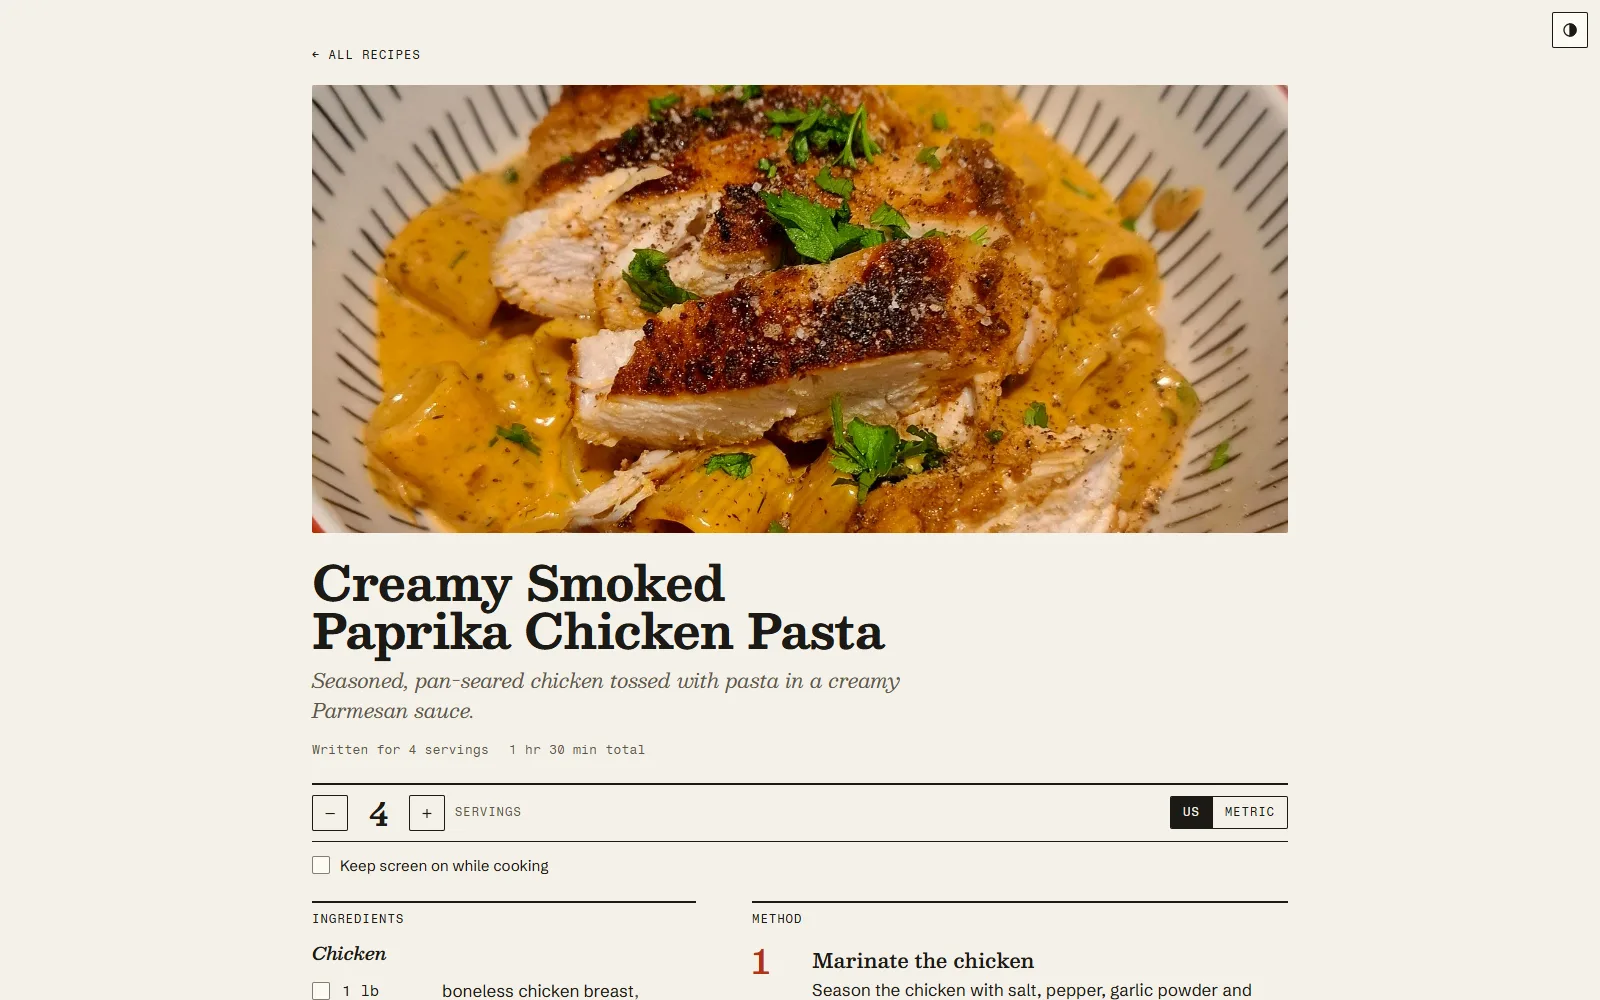 ← ALL RECIPES
Creamy Smoked
Paprika Chicken Pasta
Seasoned, pan-seared chicken tossed with pasta in a creamy
Parmesan sauce.
Written for 4 servings 1 hr 30 min total
− 4 + SERVINGS US METRIC
Keep screen on while cooking
INGREDIENTS
Chicken
1 lb boneless chicken breast,
METHOD
1 Marinate the chicken
Season the chicken with salt, pepper, garlic powder and